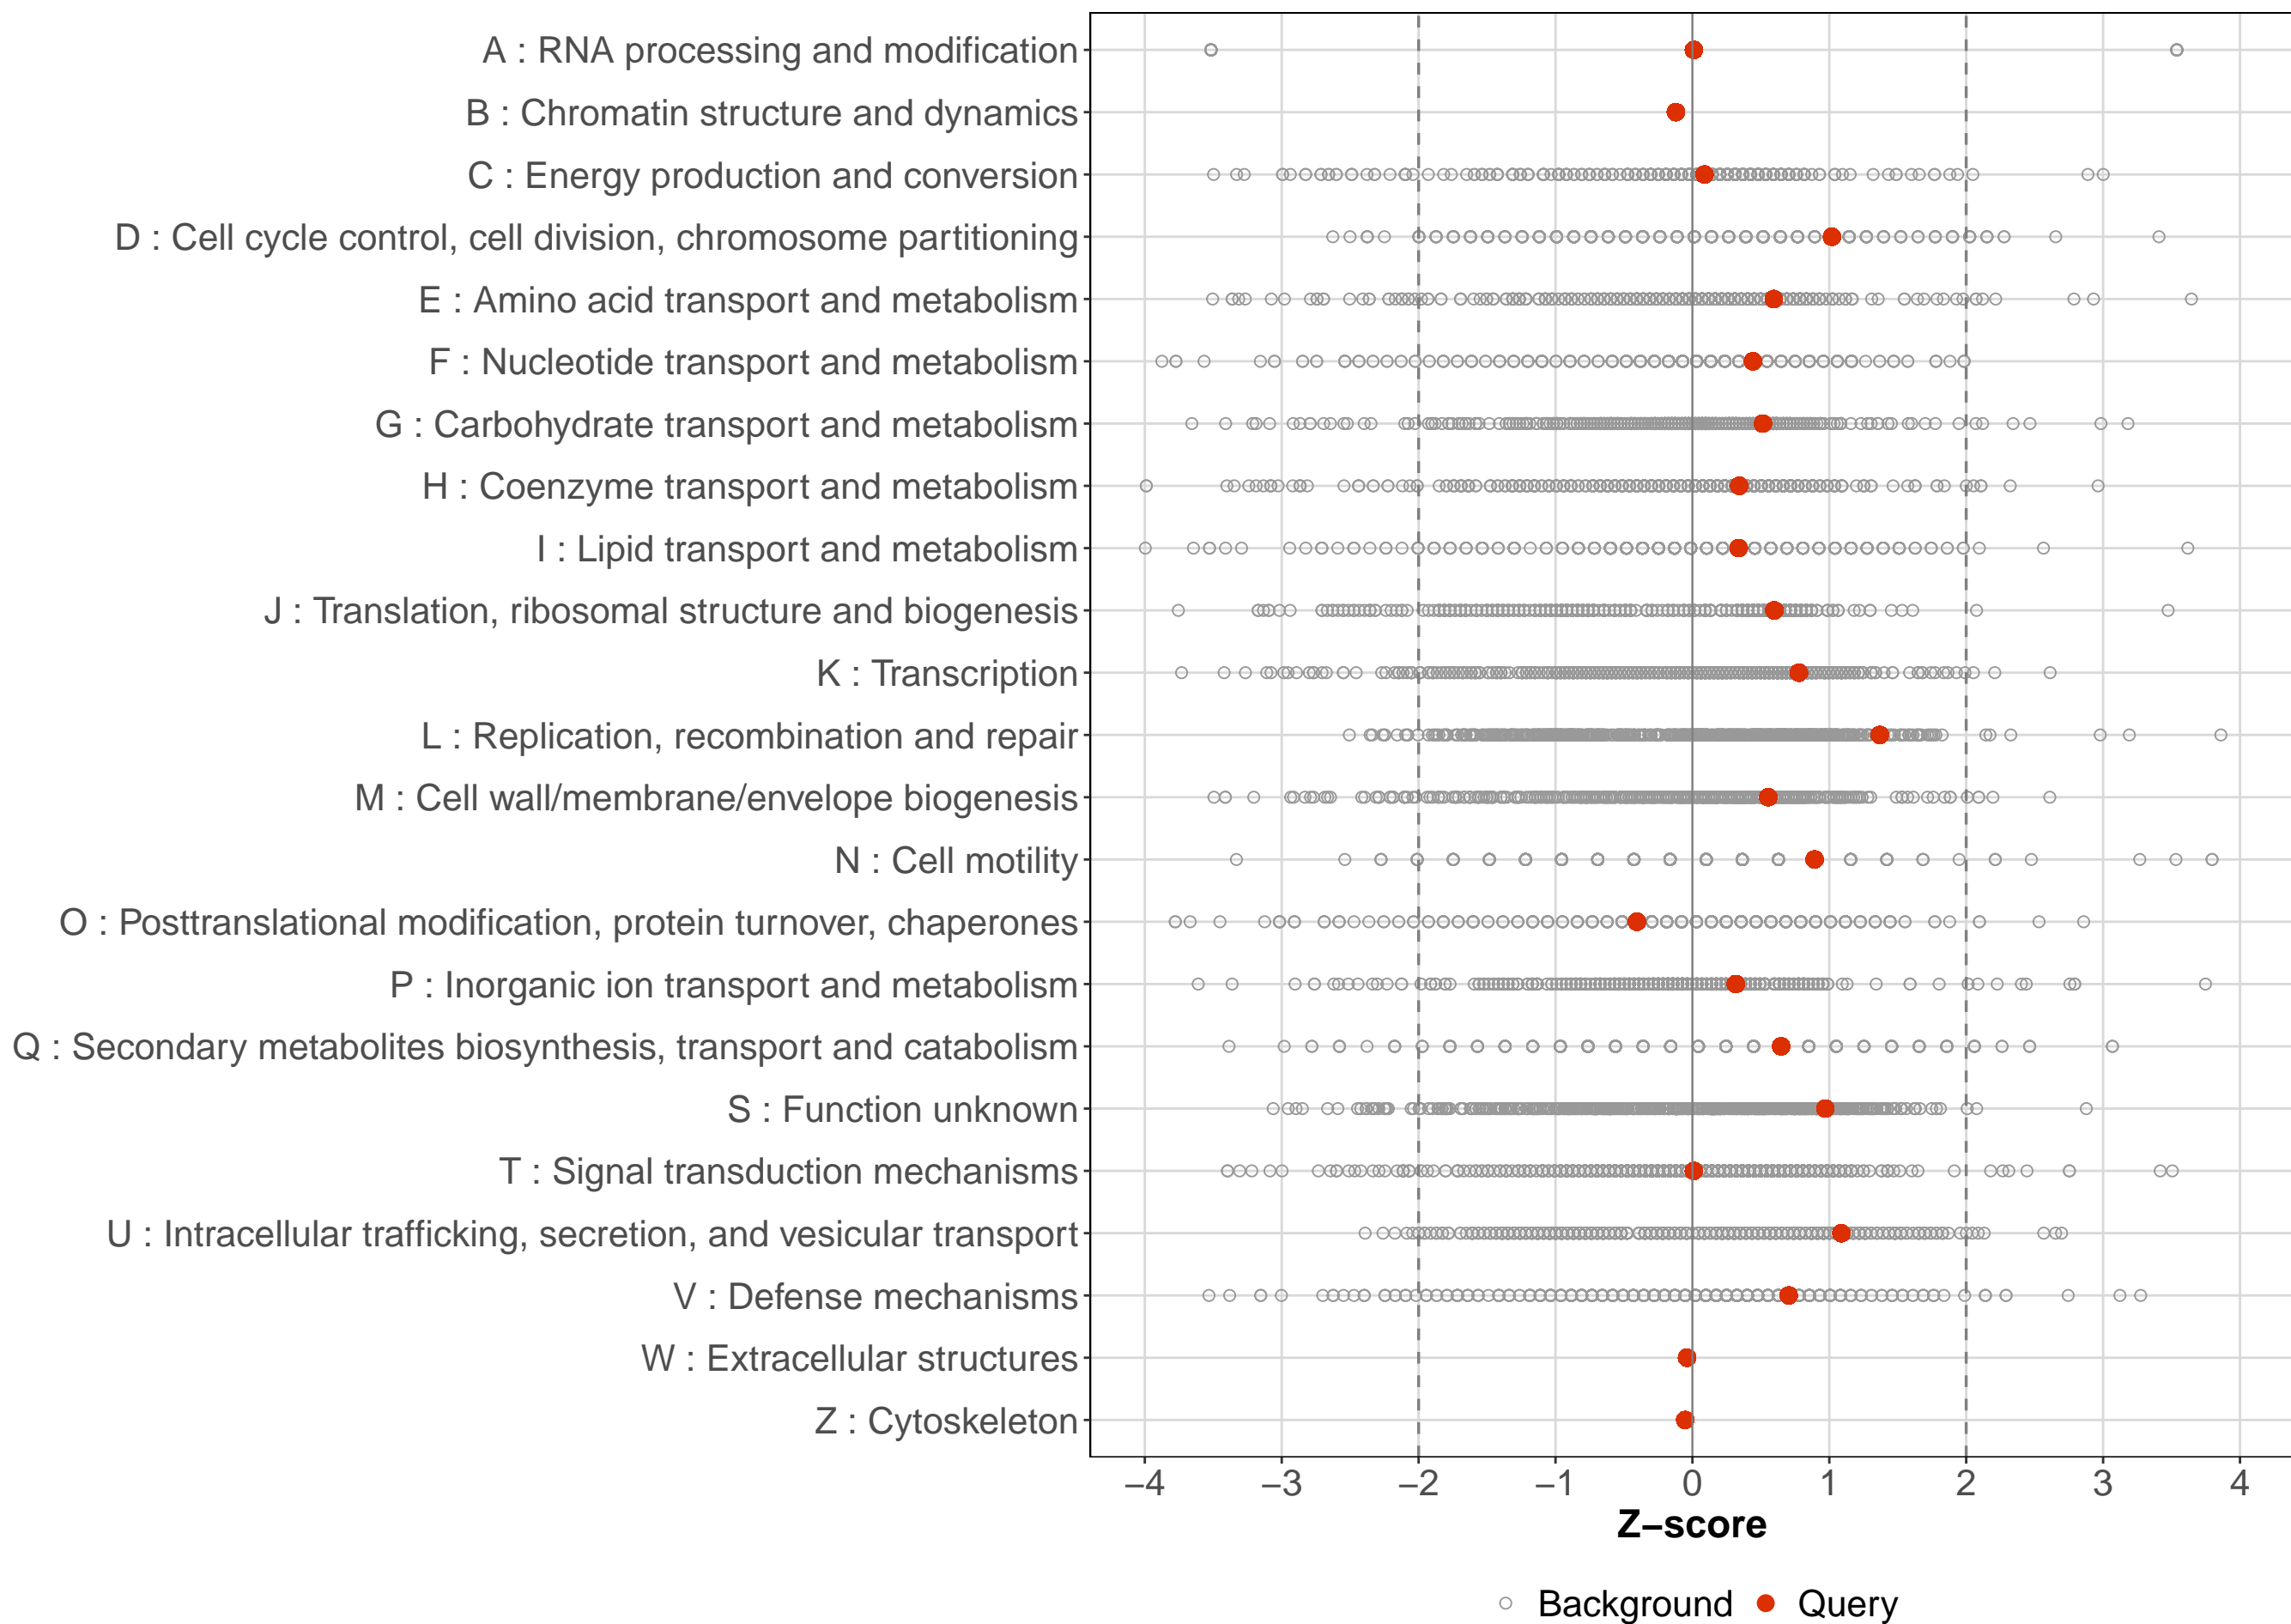 A : RNA processing and modification
B : Chromatin structure and dynamics
C : Energy production and conversion
D : Cell cycle control, cell division, chromosome partitioning
E : Amino acid transport and metabolism
F : Nucleotide transport and metabolism
G : Carbohydrate transport and metabolism
H : Coenzyme transport and metabolism
I : Lipid transport and metabolism
J : Translation, ribosomal structure and biogenesis
K : Transcription
L : Replication, recombination and repair
M : Cell wall/membrane/envelope biogenesis
N : Cell motility
O : Posttranslational modification, protein turnover, chaperones
P : Inorganic ion transport and metabolism
Q : Secondary metabolites biosynthesis, transport and catabolism
S : Function unknown
T : Signal transduction mechanisms
U : Intracellular trafficking, secretion, and vesicular transport
V : Defense mechanisms
W : Extracellular structures
Z : Cytoskeleton
−4 −3 −2 −1 0 1 2 3 4
Z−score
Background Query